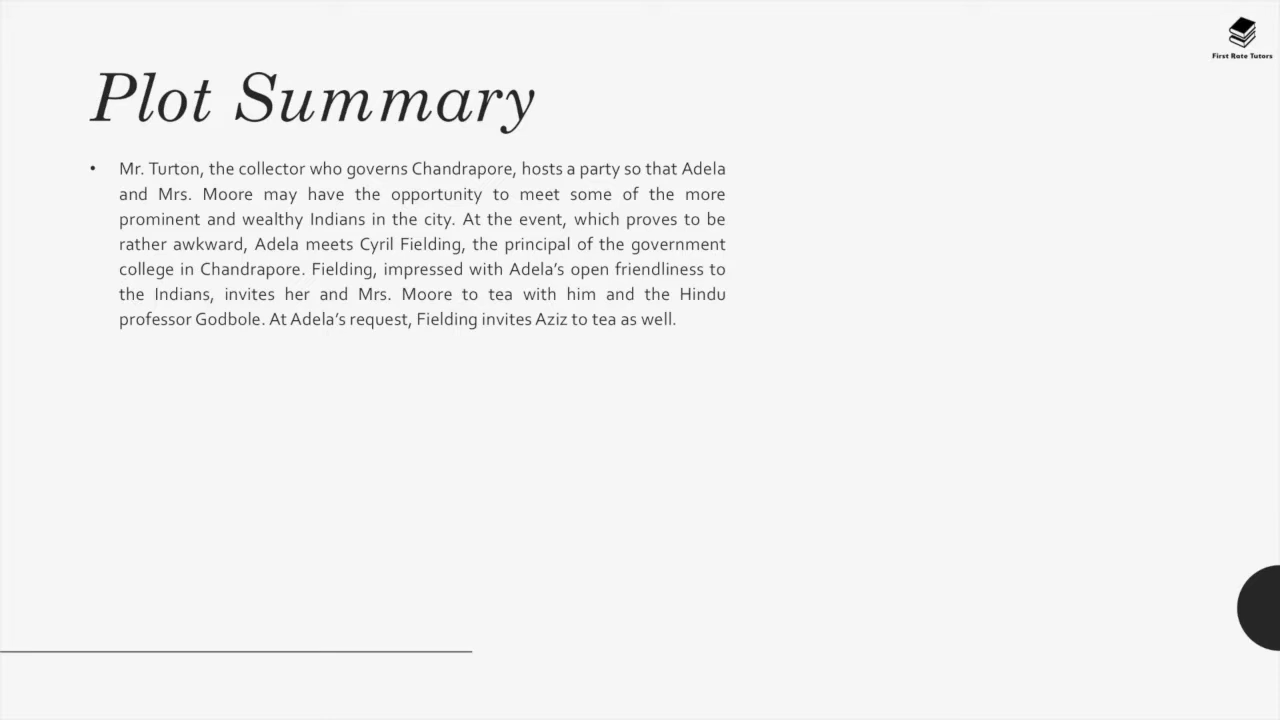 First Rate Tutors
Plot Summary
• Mr. Turton, the collector who governs Chandrapore, hosts a party so that Adela
and Mrs. Moore may have the opportunity to meet some of the more
prominent and wealthy Indians in the city. At the event, which proves to be
rather awkward, Adela meets Cyril Fielding, the principal of the government
college in Chandrapore. Fielding, impressed with Adela’s open friendliness to
the Indians, invites her and Mrs. Moore to tea with him and the Hindu
professor Godbole. At Adela’s request, Fielding invites Aziz to tea as well.